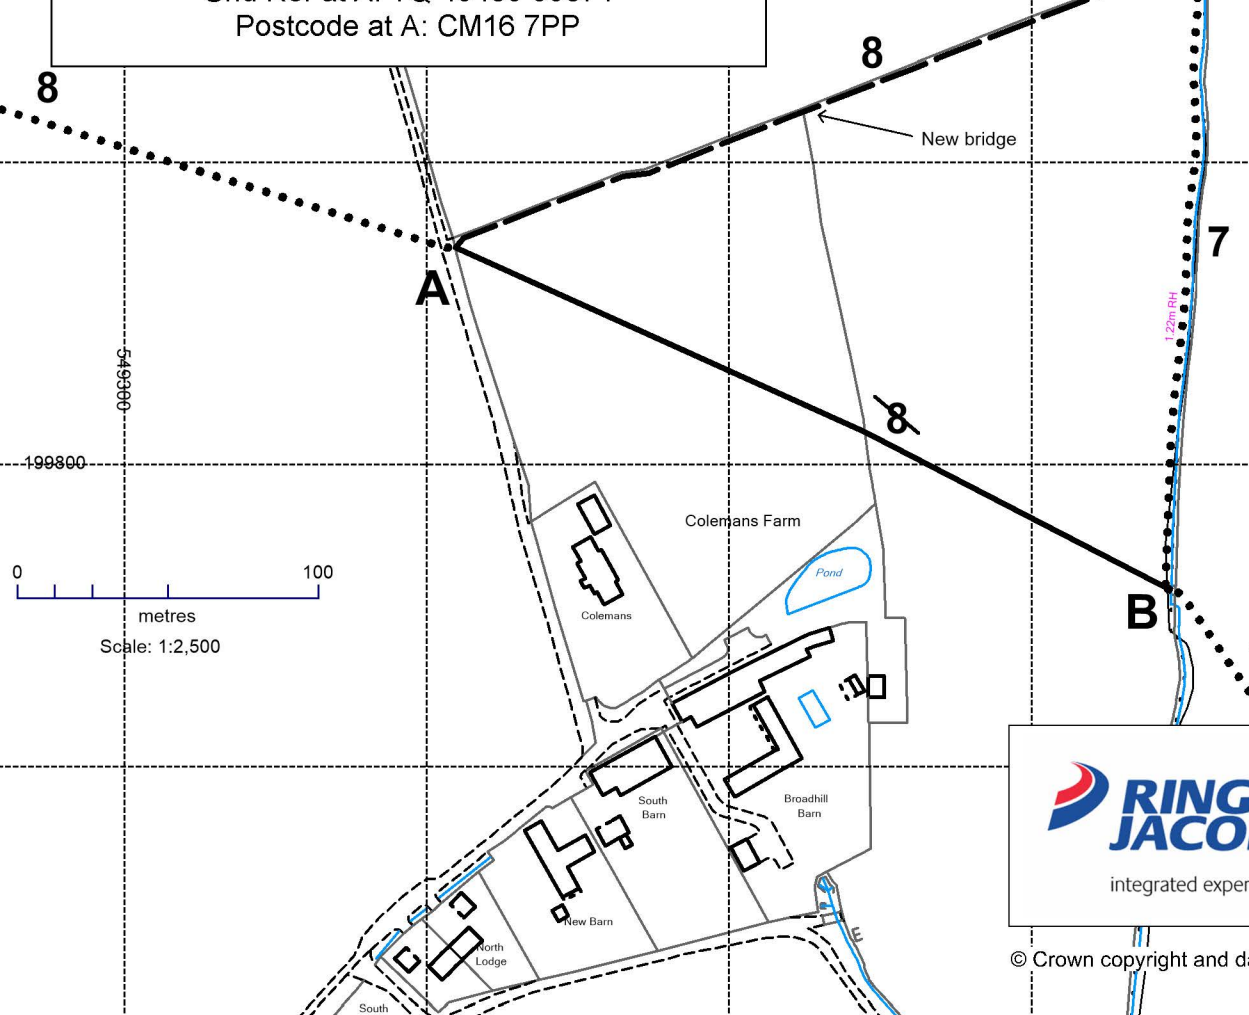 Postcode at A: CM16 7PP
8
8
New bridge
7
A
1.22m RH
549300
8
199800
Colemans Farm
0 100
metres
Scale: 1:2,500
Pond
Colemans
B
South
Barn
Broadhill
Barn
New Barn
North
Lodge
South
E
RING
JACO
integrated exper
© Crown copyright and da